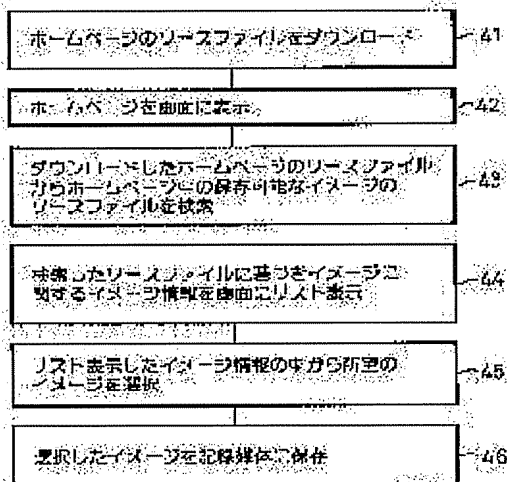 ホームページのソースファイルをダウンロード
41
ホームページを画面に表示
42
ダウンロードしたホームページのソースファイル
からホームページ上の保存可能なイメージの
ソースファイルを検索
43
検索したソースファイルに基づきイメージに
関するイメージ情報を画面にリスト表示
44
リスト表示したイメージ情報の中から所望の
イメージを選択
45
選択したイメージを記録媒体に保存
46